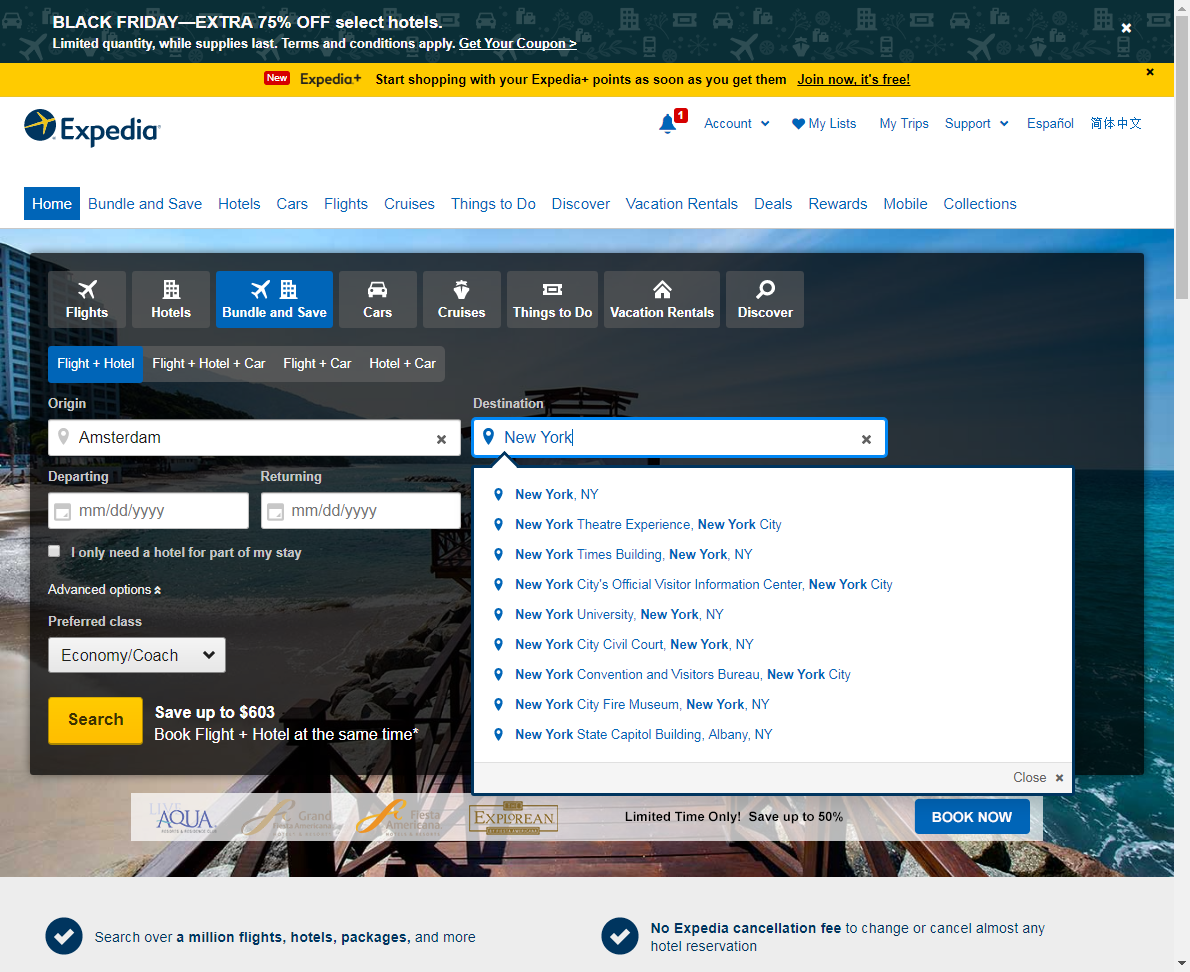 BLACK FRIDAY—EXTRA 75% OFF select hotels.
Limited quantity, while supplies last. Terms and conditions apply. Get Your Coupon >
New Expedia+ Start shopping with your Expedia+ points as soon as you get them Join now, it's free!
Expedia
1
Account My Lists My Trips Support Español 简体中文
Home Bundle and Save Hotels Cars Flights Cruises Things to Do Discover Vacation Rentals Deals Rewards Mobile Collections
Flights Hotels Bundle and Save Cars Cruises Things to Do Vacation Rentals Discover
Flight + Hotel Flight + Hotel + Car Flight + Car Hotel + Car
Origin Destination
Amsterdam New York
Departing Returning
mm/dd/yyyy mm/dd/yyyy
I only need a hotel for part of my stay
Advanced options
Preferred class
Economy/Coach
Search
Save up to $603
Book Flight + Hotel at the same time*
New York, NY
New York Theatre Experience, New York City
New York Times Building, New York, NY
New York City's Official Visitor Information Center, New York City
New York University, New York, NY
New York City Civil Court, New York, NY
New York Convention and Visitors Bureau, New York City
New York City Fire Museum, New York, NY
New York State Capitol Building, Albany, NY
Close
LIVE AQUA Grand Fiesta Americana Fiesta Americana THE EXPLOREAN Limited Time Only! Save up to 50% BOOK NOW
Search over a million flights, hotels, packages, and more
No Expedia cancellation fee to change or cancel almost any
hotel reservation